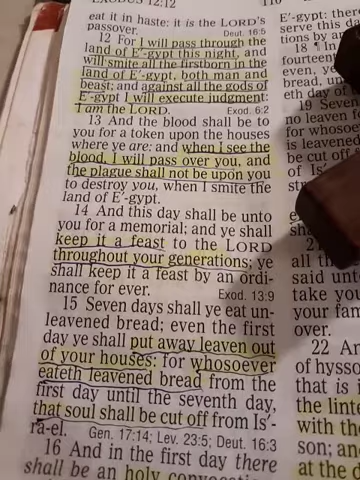 EXODUS 12:12
110
eat it in haste: it is the LORD's
passover. Deut. 16:5
12 For I will pass through the
land of E'-gypt this night, and
will smite all the firstborn in the
land of E'-gypt, both man and
beast; and against all the gods of
E'-gypt I will execute judgment:
I am the LORD. Exod. 6:2
13 And the blood shall be to
you for a token upon the houses
where ye are: and when I see the
blood, I will pass over you, and
the plague shall not be upon you
to destroy you, when I smite the
land of E'-gypt.
14 And this day shall be unto
you for a memorial; and ye shall
keep it a feast to the LORD
throughout your generations; ye
shall keep it a feast by an ordi-
nance for ever. Exod. 13:9
15 Seven days shall ye eat un-
leavened bread; even the first
day ye shall put away leaven out
of your houses: for whosoever
eateth leavened bread from the
first day until the seventh day,
that soul shall be cut off from Is'-
ra-el. Gen. 17:14; Lev. 23:5; Deut. 16:3
16 And in the first day there
shall be an holy
E'-gypt: there
serve this
tions by
18 ¶ In
fourteen
even, ye
bread, un
day of
19 Seven
no leaven
for whoso
is leavened
be cut off
of Is'
all th
said unt
take you
your fam
over.
22 An
of hysso
that is
the linte
with the
son; an
at the d